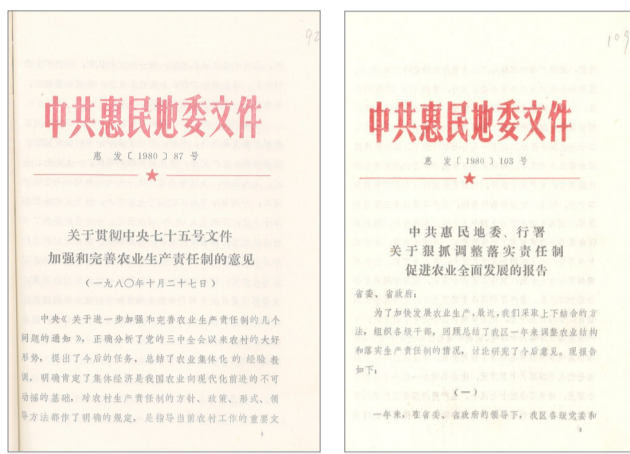 92
中共惠民地委文件
惠发〔1980〕87号
关于贯彻中央七十五号文件
加强和完善农业生产责任制的意见
(一九八〇年十月二十七日)
中央《关于进一步加强和完善农业生产责任制的几个
问题的通知》,正确分析了党的三中全会以来农村的大好
形势,提出了今后的任务,总结了农业集体化的经验教
训,明确肯定了集体经济是我国农业向现代化前进的不可
动摇的基础,对农村生产责任制的方针、政策、形式、领
导方法都作了明确的规定,是指导当前农村工作的重要文
1
109
中共惠民地委文件
惠发〔1980〕103号
中共惠民地委、行署
关于狠抓调整落实责任制
促进农业全面发展的报告
省委、省政府:
为了加快发展农业生产,最近,我们采取上下结合的方
法,组织各级干部,回顾总结了我区一年来调整农业结构
和落实生产责任制的情况,讨论研究了今后意见。现报告
如下:
(一)
一年来,在省委、省政府的领导下,我区各级党委和